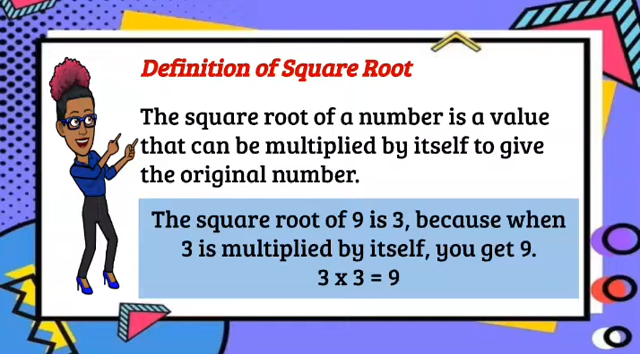 Definition of Square Root
The square root of a number is a value
that can be multiplied by itself to give
the original number.
The square root of 9 is 3, because when
3 is multiplied by itself, you get 9.
3 x 3 = 9